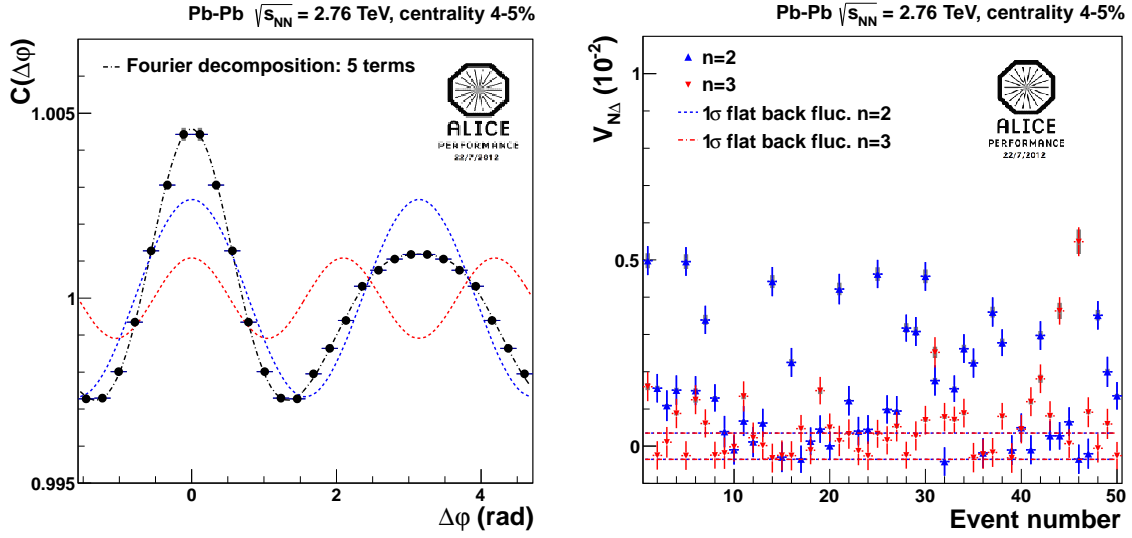 Pb-Pb √s_NN = 2.76 TeV, centrality 4-5%
C(Δφ)
Fourier decomposition: 5 terms
ALICE
PERFORMANCE
22/7/2012
1.005
1
0.995
0 2 4
Δφ (rad)
Pb-Pb √s_NN = 2.76 TeV, centrality 4-5%
V_NΔ (10^-2)
n=2
n=3
1σ flat back fluc. n=2
1σ flat back fluc. n=3
ALICE
PERFORMANCE
22/7/2012
1
0.5
0
10 20 30 40 50
Event number